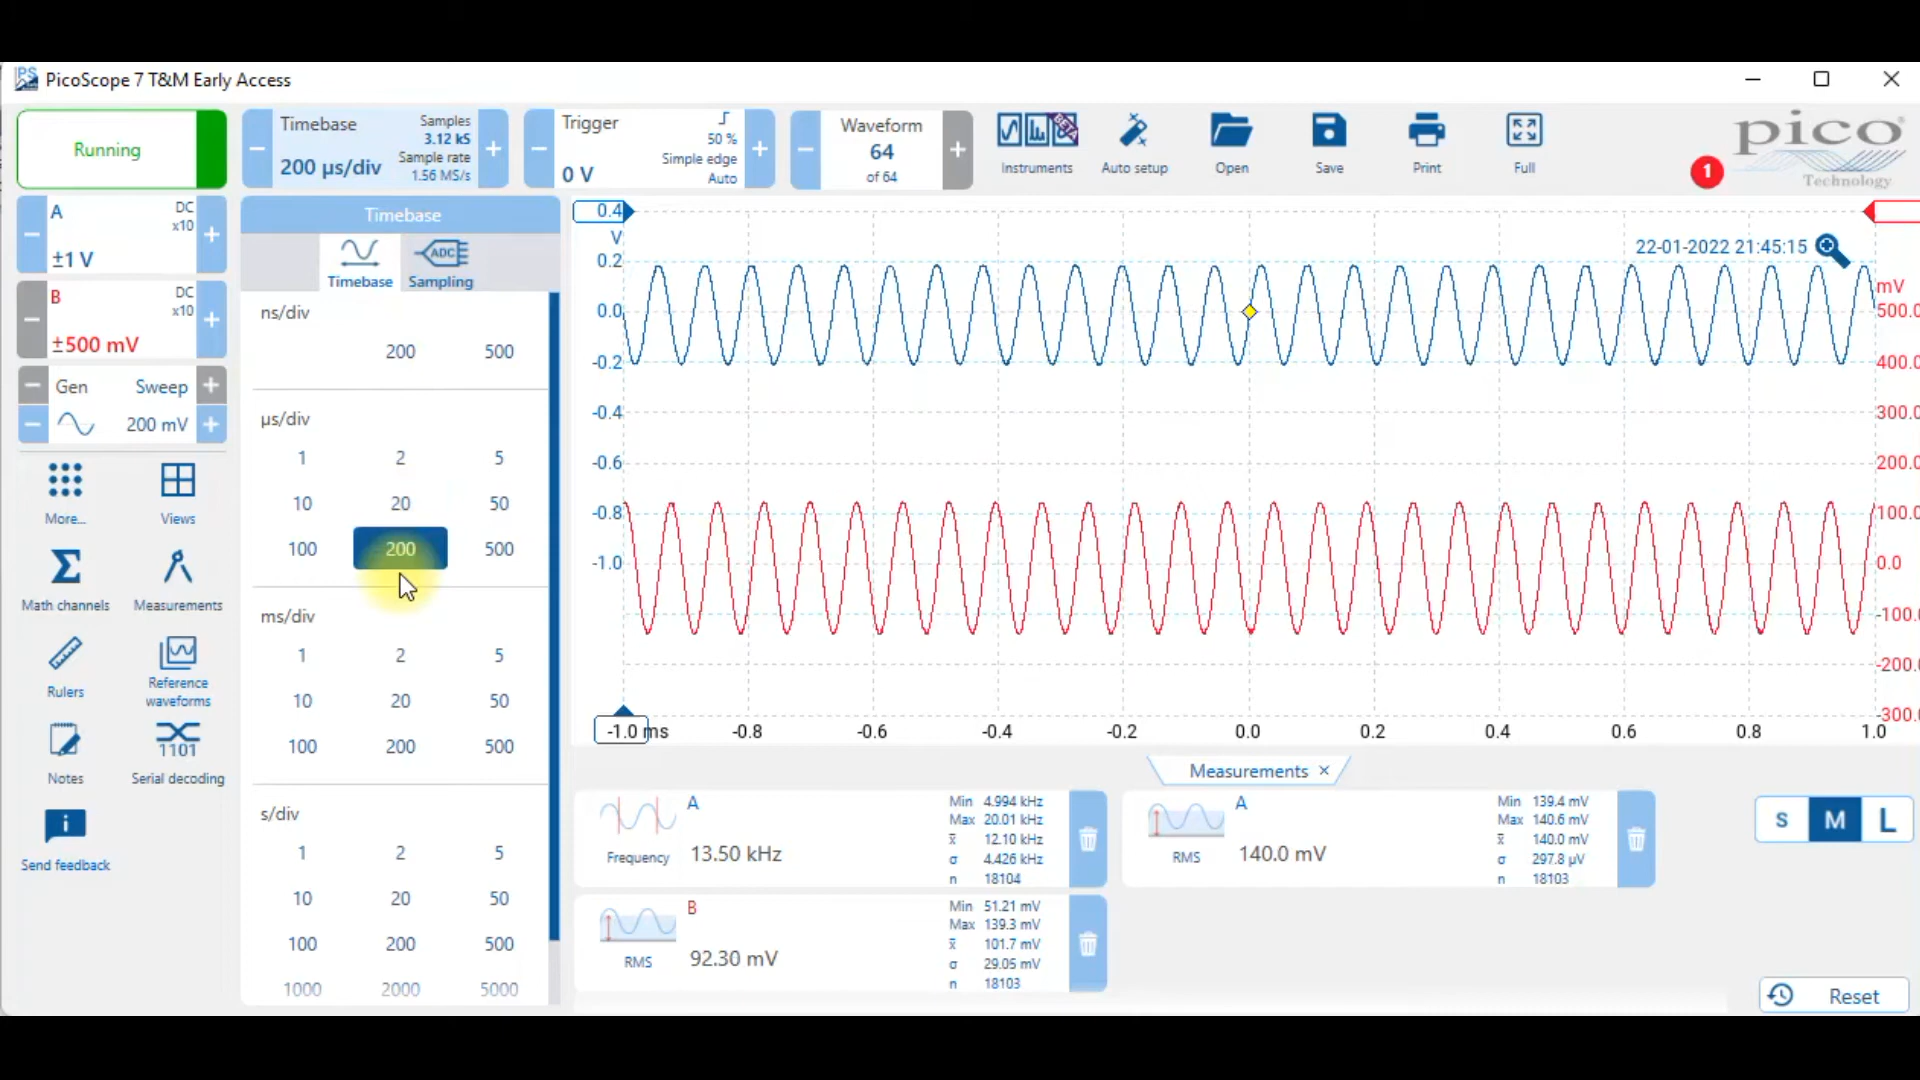 PicoScope 7 T&M Early Access
Running
Timebase
200 µs/div
Samples
3.12 kS
Sample rate
1.56 MS/s
Trigger
0 V
50 %
Simple edge
Auto
Waveform
64
of 64
Instruments
BETA
Auto setup
Open
Save
Print
Full
1
pico
Technology
A
DC
x10
±1 V
B
DC
x10
±500 mV
Gen
Sweep
200 mV
More...
Views
Math channels
Measurements
Rulers
Reference
waveforms
Notes
1101
Serial decoding
Send feedback
Timebase
Timebase
ADC
Sampling
ns/div
200 500
µs/div
1 2 5
10 20 50
100 200 500
ms/div
1 2 5
10 20 50
100 200 500
s/div
1 2 5
10 20 50
100 200 500
1000 2000 5000
0.4
V
0.2
0.0
-0.2
-0.4
-0.6
-0.8
-1.0
22-01-2022 21:45:15
mV
500.0
400.0
300.0
200.0
100.0
0.0
-100.0
-200.0
-300.0
-1.0 ms -0.8 -0.6 -0.4 -0.2 0.0 0.2 0.4 0.6 0.8 1.0
Measurements
A
Frequency
13.50 kHz
Min 4.994 kHz
Max 20.01 kHz
x̄ 12.10 kHz
σ 4.426 kHz
n 18104
A
RMS
140.0 mV
Min 139.4 mV
Max 140.6 mV
x̄ 140.0 mV
σ 297.8 µV
n 18103
B
RMS
92.30 mV
Min 51.21 mV
Max 139.3 mV
x̄ 101.7 mV
σ 29.05 mV
n 18103
S M L
Reset